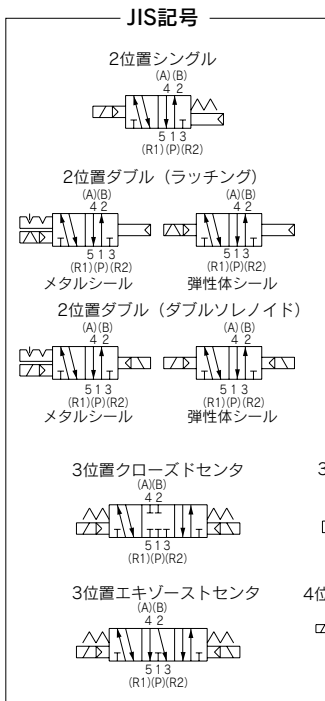 JIS記号
2位置シングル
(A)(B)
4 2
5 1 3
(R1)(P)(R2)
2位置ダブル（ラッチング）
(A)(B)
4 2
5 1 3
(R1)(P)(R2)
メタルシール
(A)(B)
4 2
5 1 3
(R1)(P)(R2)
弾性体シール
2位置ダブル（ダブルソレノイド）
(A)(B)
4 2
5 1 3
(R1)(P)(R2)
メタルシール
(A)(B)
4 2
5 1 3
(R1)(P)(R2)
弾性体シール
3位置クローズドセンタ
(A)(B)
4 2
5 1 3
(R1)(P)(R2)
3
3位置エキゾーストセンタ
(A)(B)
4 2
5 1 3
(R1)(P)(R2)
4位